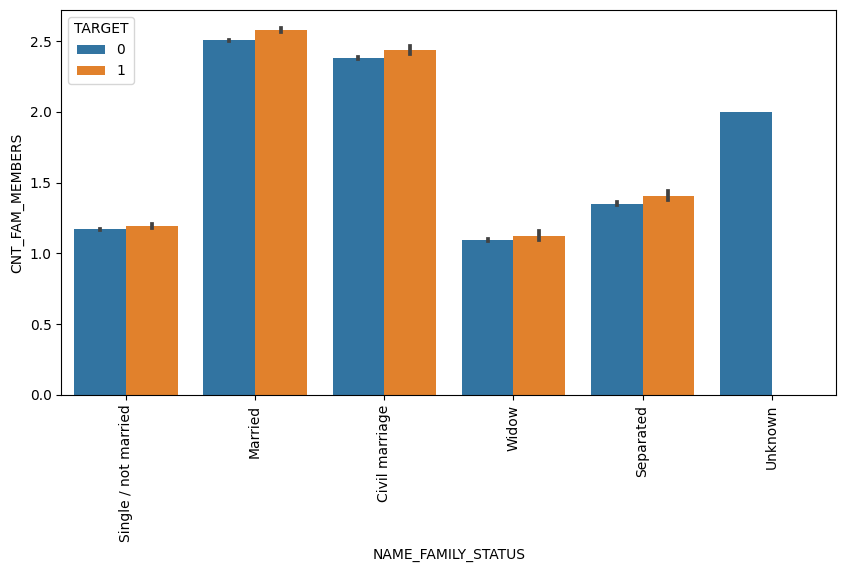 TARGET
0
1
2.5
2.0
1.5
1.0
0.5
0.0
CNT_FAM_MEMBERS
Single / not married
Married
Civil marriage
Widow
Separated
Unknown
NAME_FAMILY_STATUS